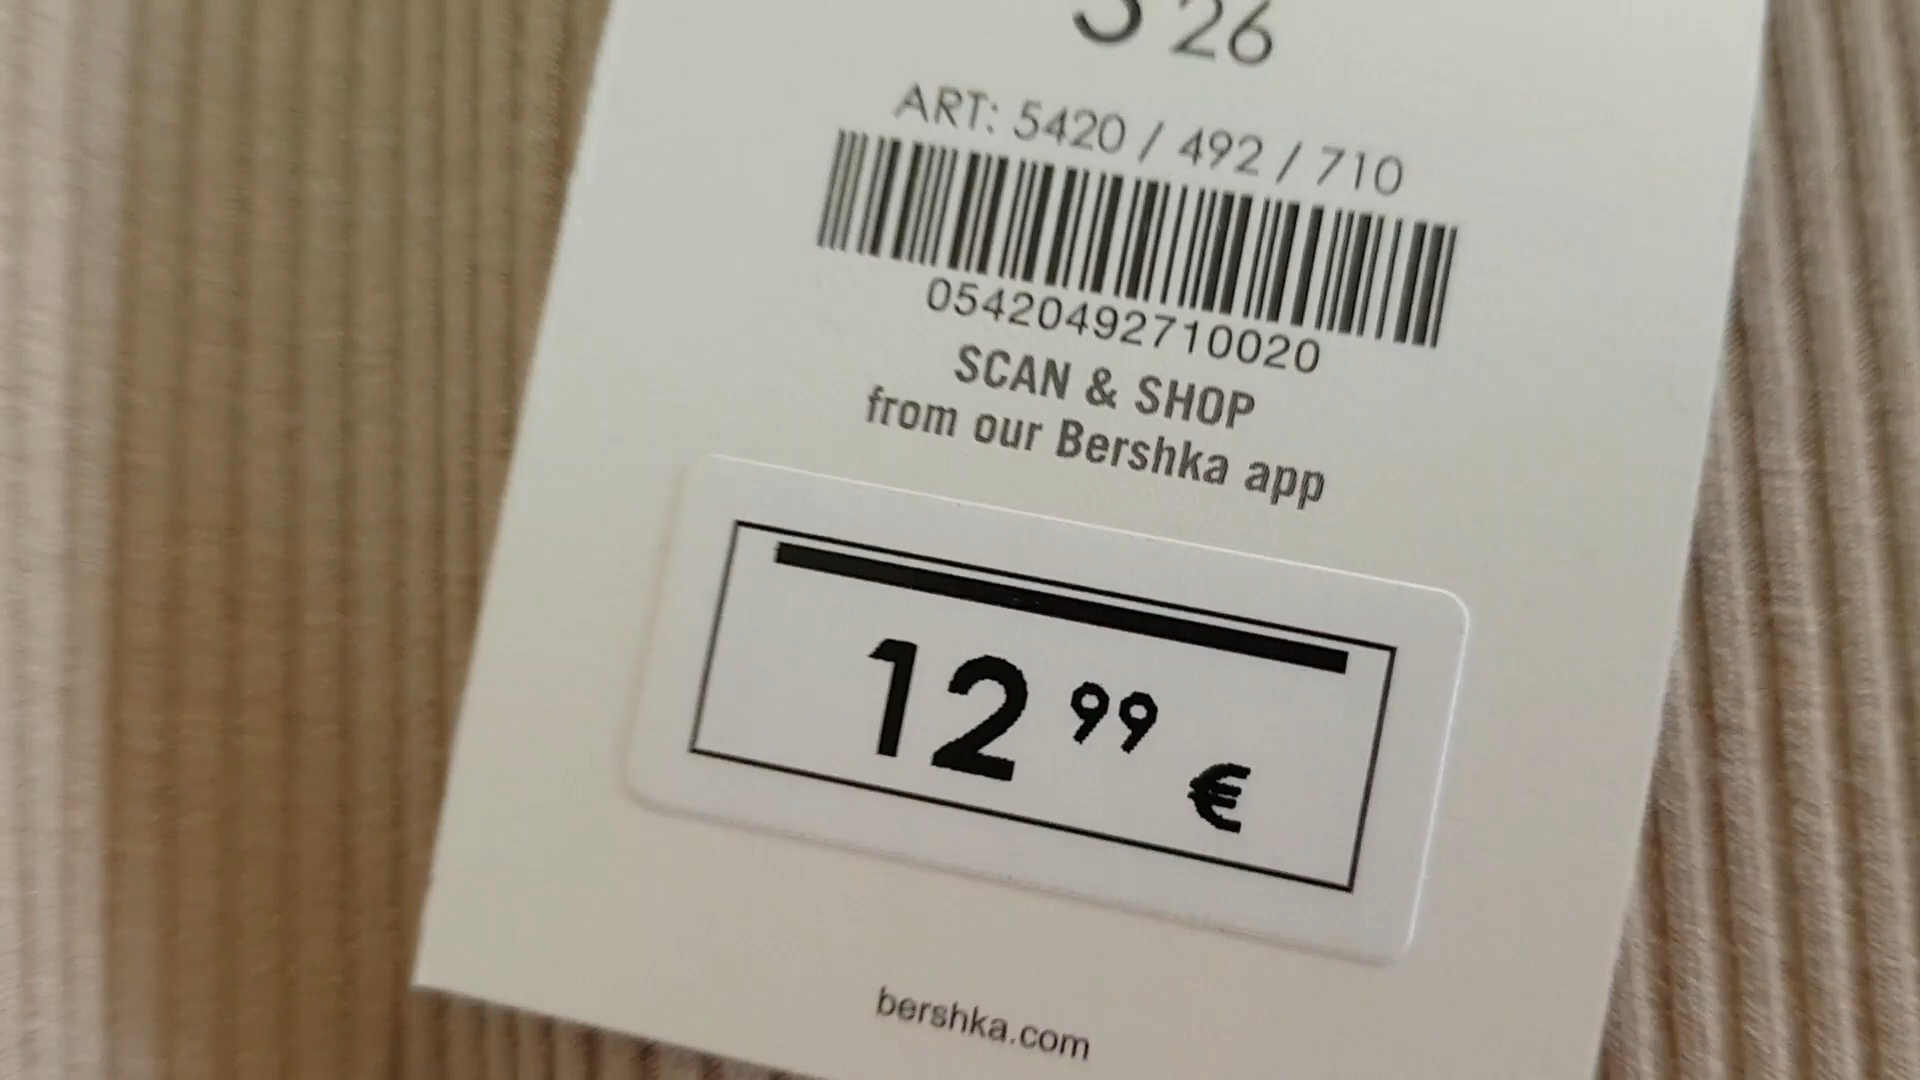 26
ART: 5420 / 492 / 710
05420492710020
SCAN & SHOP
from our Bershka app
12 99 €
bershka.com